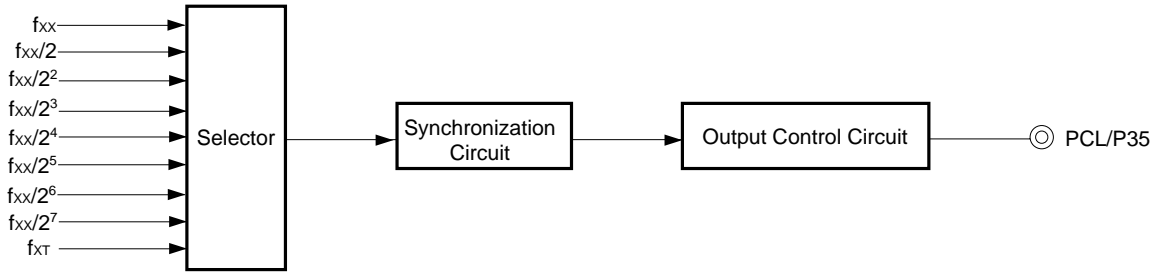 fXX
fXX/2
fXX/2²
fXX/2³
fXX/2⁴
fXX/2⁵
fXX/2⁶
fXX/2⁷
fXT
Selector
Synchronization
Circuit
Output Control Circuit
PCL/P35